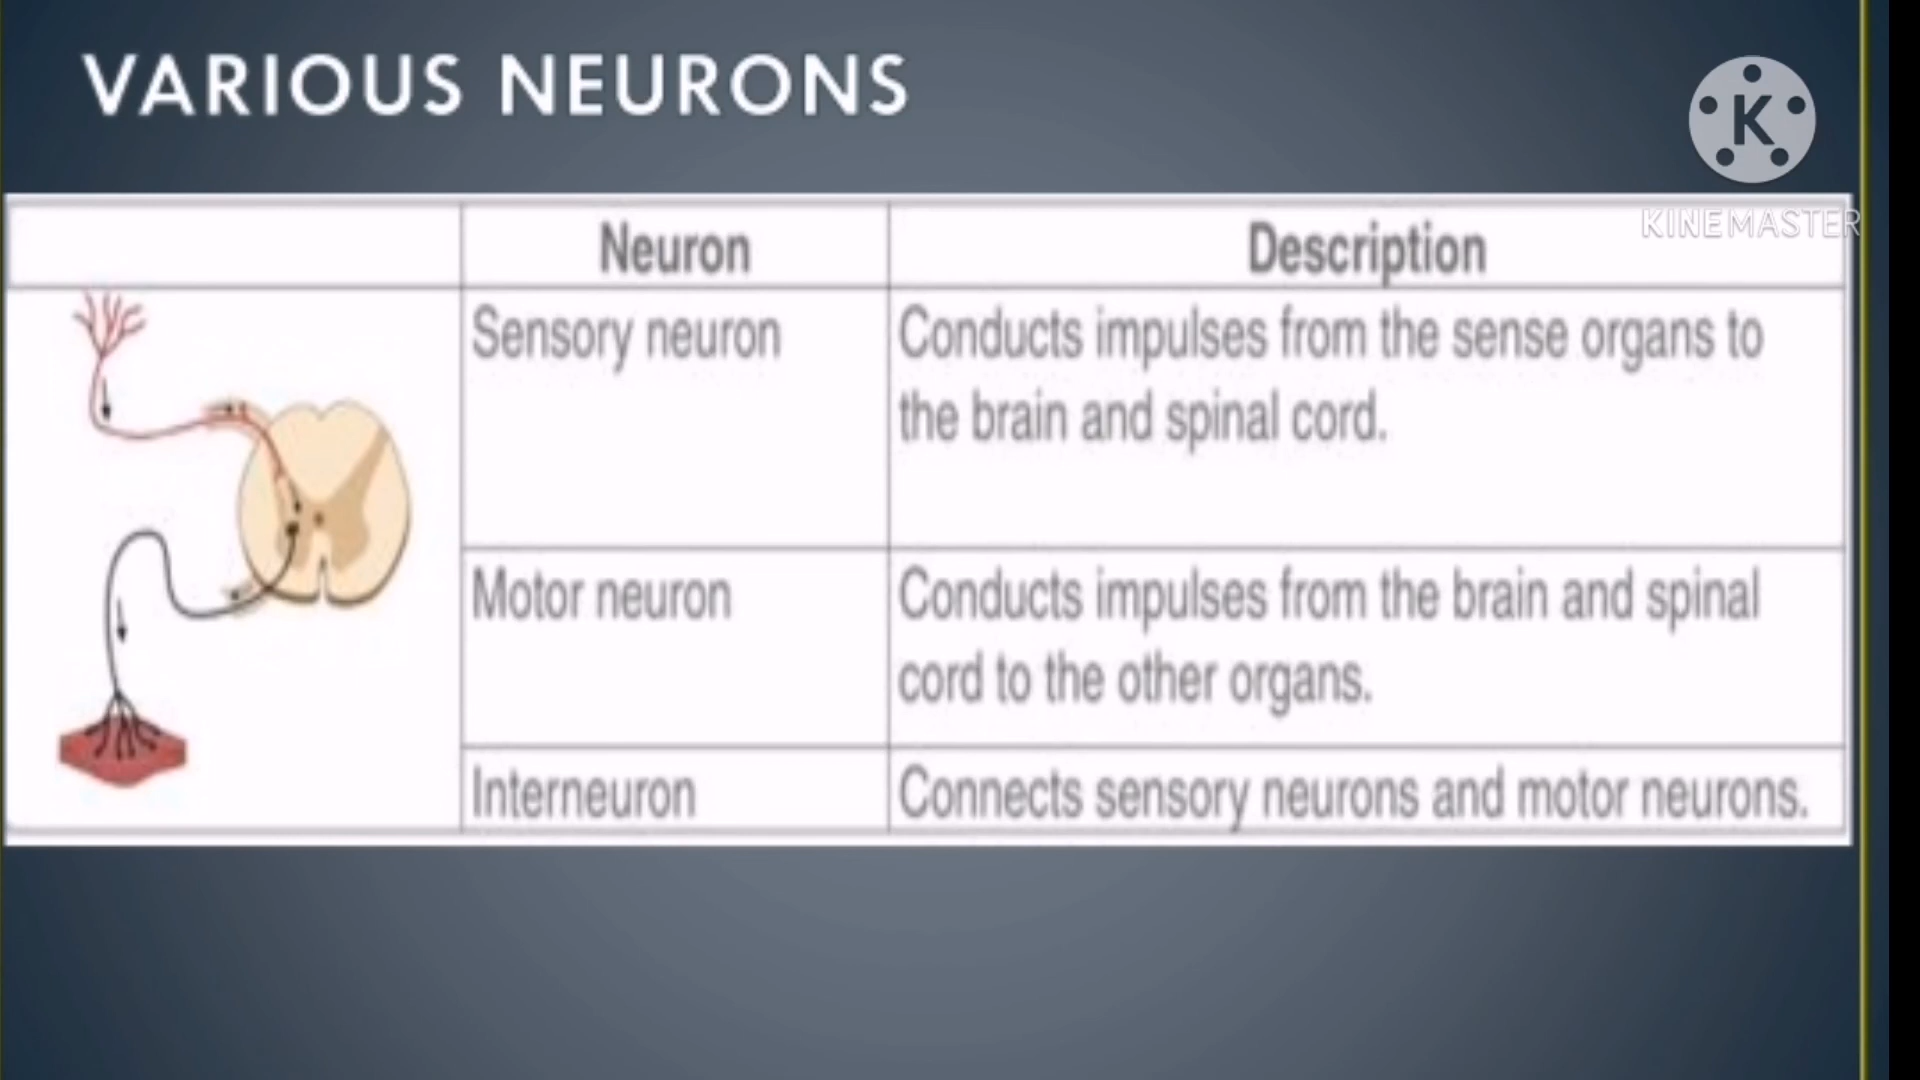 VARIOUS NEURONS
K
KINEMASTER
Neuron
Description
Sensory neuron
Conducts impulses from the sense organs to
the brain and spinal cord.
Motor neuron
Conducts impulses from the brain and spinal
cord to the other organs.
Interneuron
Connects sensory neurons and motor neurons.